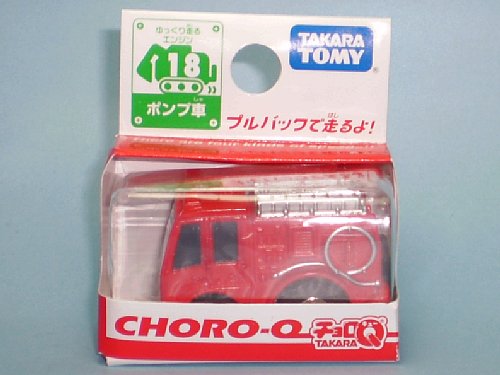 ゆっくり走る
エンジン
18
ポンプ車
TAKARA
TOMY
プルバックで走るよ!
CHORO-Q
チョロQ
TAKARA